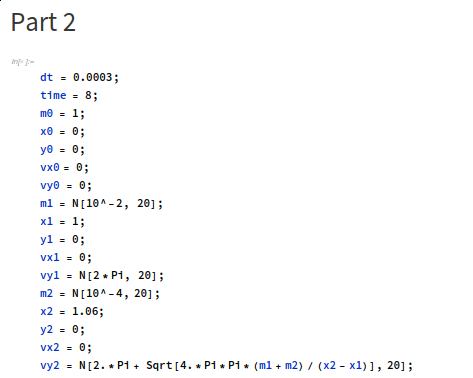 Part 2
In[•]:=
dt = 0.0003;
time = 8;
m0 = 1;
x0 = 0;
y0 = 0;
vx0 = 0;
vy0 = 0;
m1 = N[10^-2, 20];
x1 = 1;
y1 = 0;
vx1 = 0;
vy1 = N[2*Pi, 20];
m2 = N[10^-4, 20];
x2 = 1.06;
y2 = 0;
vx2 = 0;
vy2 = N[2.*Pi + Sqrt[4.*Pi*Pi*(m1 + m2) / (x2 - x1)], 20];